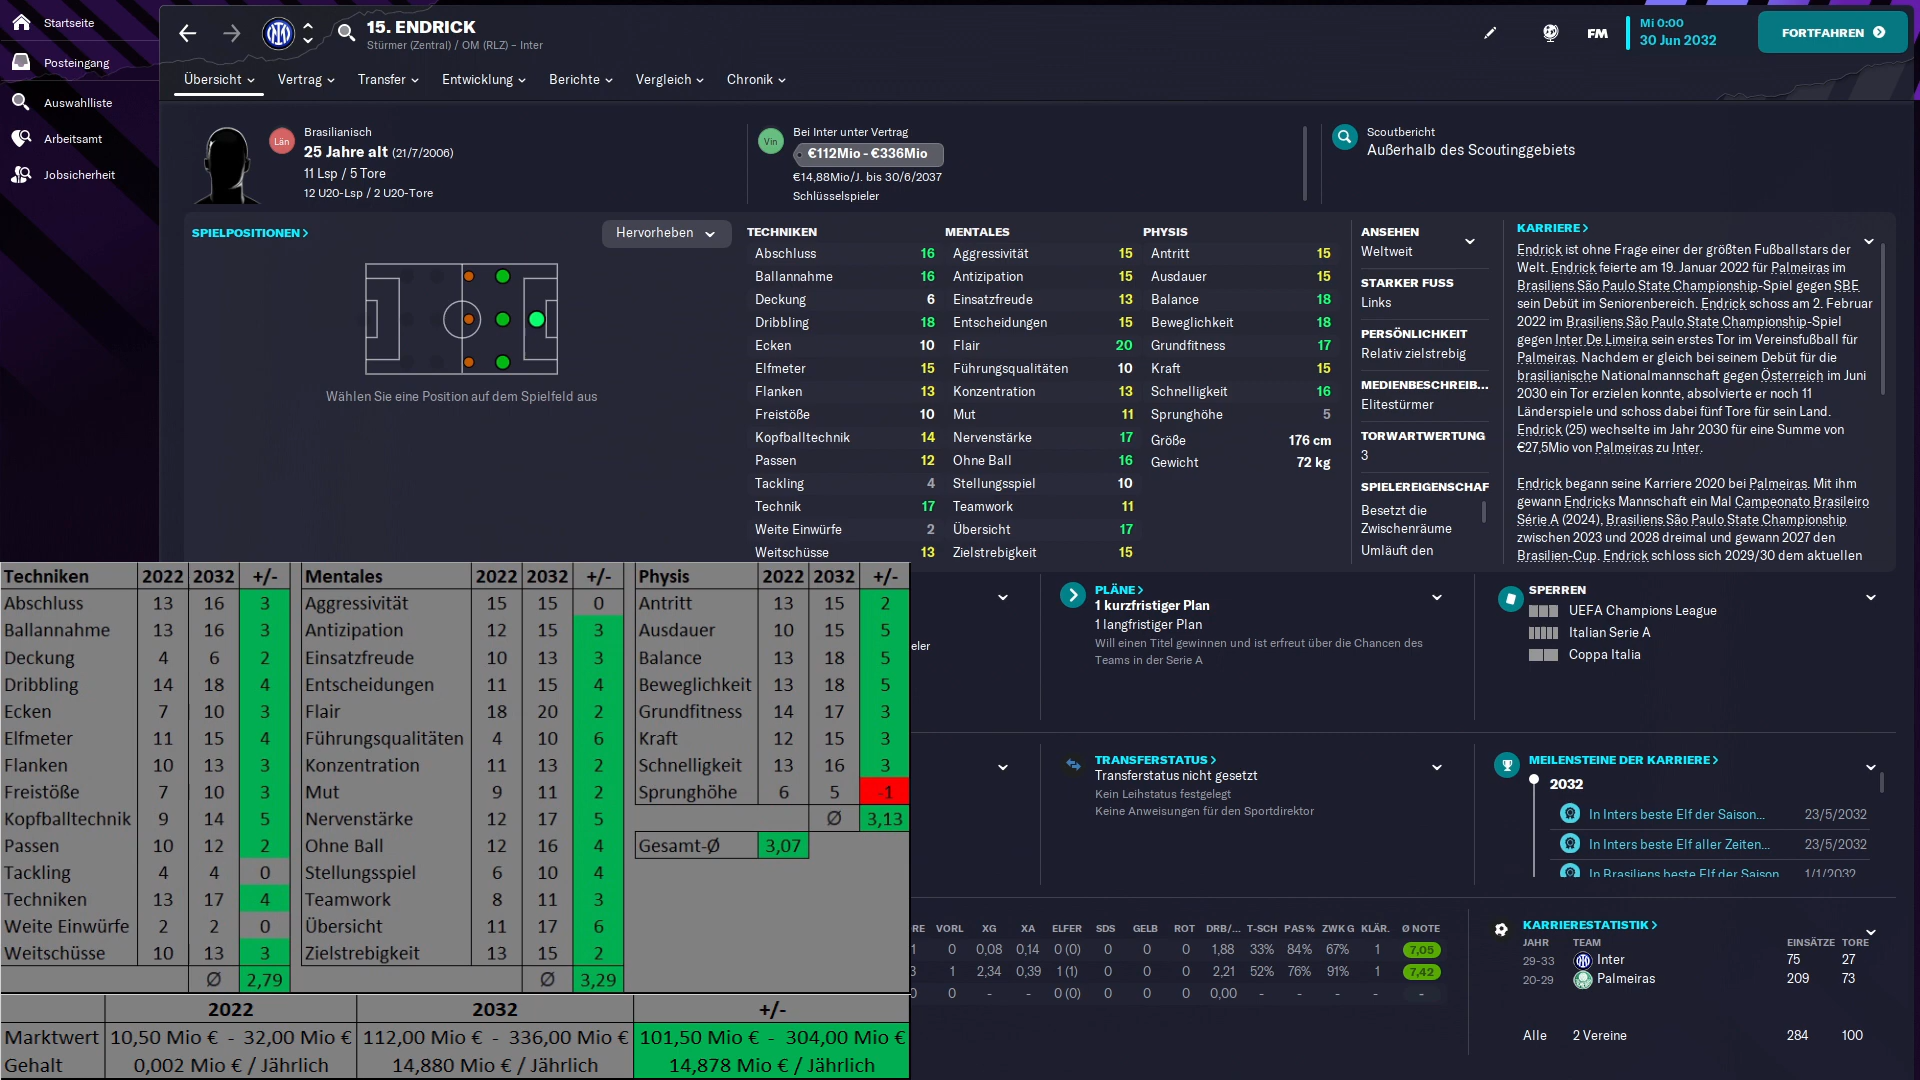 Startseite
Posteingang
Auswahlliste
Arbeitsamt
Jobsicherheit
15. ENDRICK
Stürmer (Zentral) / OM (RLZ) - Inter
FM
Mi 0:00
30 Jun 2032
FORTFAHREN
Übersicht Vertrag Transfer Entwicklung Berichte Vergleich Chronik
Län
Brasilianisch
25 Jahre alt (21/7/2006)
11 Lsp / 5 Tore
12 U20-Lsp / 2 U20-Tore
Vin
Bei Inter unter Vertrag
€112Mio - €336Mio
€14,88Mio/J. bis 30/6/2037
Schlüsselspieler
Scoutbericht
Außerhalb des Scoutinggebiets
SPIELPOSITIONEN
Hervorheben
Wählen Sie eine Position auf dem Spielfeld aus
TECHNIKEN
Abschluss 16
Ballannahme 16
Deckung 6
Dribbling 18
Ecken 10
Elfmeter 15
Flanken 13
Freistöße 10
Kopfballtechnik 14
Passen 12
Tackling 4
Technik 17
Weite Einwürfe 2
Weitschüsse 13
MENTALES
Aggressivität 15
Antizipation 15
Einsatzfreude 13
Entscheidungen 15
Flair 20
Führungsqualitäten 10
Konzentration 13
Mut 11
Nervenstärke 17
Ohne Ball 16
Stellungsspiel 10
Teamwork 11
Übersicht 17
Zielstrebigkeit 15
PHYSIS
Antritt 15
Ausdauer 15
Balance 18
Beweglichkeit 18
Grundfitness 17
Kraft 15
Schnelligkeit 16
Sprunghöhe 5
Größe 176 cm
Gewicht 72 kg
ANSEHEN
Weltweit
STARKER FUSS
Links
PERSÖNLICHKEIT
Relativ zielstrebig
MEDIENBESCHREIB...
Elitestürmer
TORWARTWERTUNG
3
SPIELEREIGENSCHAF
Besetzt die
Zwischenräume
Umläuft den
KARRIERE
Endrick ist ohne Frage einer der größten Fußballstars der
Welt. Endrick feierte am 19. Januar 2022 für Palmeiras im
Brasiliens São Paulo State Championship-Spiel gegen SBE
sein Debüt im Seniorenbereich. Endrick schoss am 2. Februar
2022 im Brasiliens São Paulo State Championship-Spiel
gegen Inter De Limeira sein erstes Tor im Vereinsfußball für
Palmeiras. Nachdem er gleich bei seinem Debüt für die
brasilianische Nationalmannschaft gegen Österreich im Juni
2030 ein Tor erzielen konnte, absolvierte er noch 11
Länderspiele und schoss dabei fünf Tore für sein Land.
Endrick (25) wechselte im Jahr 2030 für eine Summe von
€27,5Mio von Palmeiras zu Inter.
Endrick begann seine Karriere 2020 bei Palmeiras. Mit ihm
gewann Endricks Mannschaft ein Mal Campeonato Brasileiro
Série A (2024), Brasiliens São Paulo State Championship
zwischen 2023 und 2028 dreimal und gewann 2027 den
Brasilien-Cup. Endrick schloss sich 2029/30 dem aktuellen
Techniken 2022 2032 +/-
Abschluss 13 16 3
Ballannahme 13 16 3
Deckung 4 6 2
Dribbling 14 18 4
Ecken 7 10 3
Elfmeter 11 15 4
Flanken 10 13 3
Freistöße 7 10 3
Kopfballtechnik 9 14 5
Passen 10 12 2
Tackling 4 4 0
Techniken 13 17 4
Weite Einwürfe 2 2 0
Weitschüsse 10 13 3
Ø 2,79
Mentales 2022 2032 +/-
Aggressivität 15 15 0
Antizipation 12 15 3
Einsatzfreude 10 13 3
Entscheidungen 11 15 4
Flair 18 20 2
Führungsqualitäten 4 10 6
Konzentration 11 13 2
Mut 9 11 2
Nervenstärke 12 17 5
Ohne Ball 12 16 4
Stellungsspiel 6 10 4
Teamwork 8 11 3
Übersicht 11 17 6
Zielstrebigkeit 13 15 2
Ø 3,29
Physis 2022 2032 +/-
Antritt 13 15 2
Ausdauer 10 15 5
Balance 13 18 5
Beweglichkeit 13 18 5
Grundfitness 14 17 3
Kraft 12 15 3
Schnelligkeit 13 16 3
Sprunghöhe 6 5 -1
Ø 3,13
Gesamt-Ø 3,07
2022 2032 +/-
Marktwert 10,50 Mio € - 32,00 Mio € 112,00 Mio € - 336,00 Mio € 101,50 Mio € - 304,00 Mio €
Gehalt 0,002 Mio € / Jährlich 14,880 Mio € / Jährlich 14,878 Mio € / Jährlich
eler
PLÄNE
1 kurzfristiger Plan
1 langfristiger Plan
Will einen Titel gewinnen und ist erfreut über die Chancen des
Teams in der Serie A
SPERREN
UEFA Champions League
Italian Serie A
Coppa Italia
TRANSFERSTATUS
Transferstatus nicht gesetzt
Kein Leihstatus festgelegt
Keine Anweisungen für den Sportdirektor
MEILENSTEINE DER KARRIERE
2032
In Inters beste Elf der Saison... 23/5/2032
In Inters beste Elf aller Zeiten... 23/5/2032
In Brasiliens beste Elf der Saison 1/1/2032
RE VORL XG XA ELFER SDS GELB ROT DRB/... T-SCH PAS% ZWK G KLÄR. Ø NOTE
1 0 0,08 0,14 0 (0) 0 0 0 1,88 33% 84% 67% 1 7,05
3 1 2,34 0,39 1 (1) 0 0 0 2,21 52% 76% 91% 1 7,42
0 0 - - 0 (0) 0 0 0 0,00 - - - - -
KARRIERESTATISTIK
JAHR TEAM EINSÄTZE TORE
29-33 Inter 75 27
20-29 Palmeiras 209 73
Alle 2 Vereine 284 100